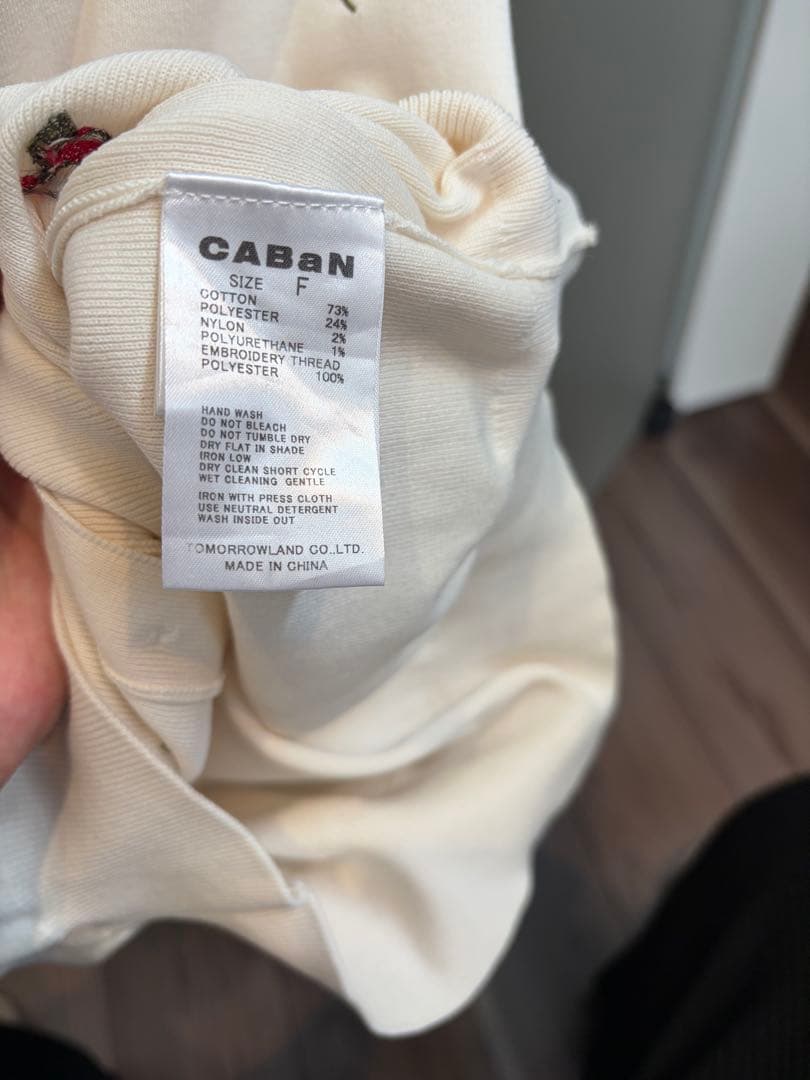 CABaN
SIZE F
COTTON 73%
POLYESTER 24%
NYLON 2%
POLYURETHANE 1%
EMBROIDERY THREAD
POLYESTER 100%
HAND WASH
DO NOT BLEACH
DO NOT TUMBLE DRY
DRY FLAT IN SHADE
IRON LOW
DRY CLEAN SHORT CYCLE
WET CLEANING GENTLE
IRON WITH PRESS CLOTH
USE NEUTRAL DETERGENT
WASH INSIDE OUT
TOMORROWLAND CO.,LTD.
MADE IN CHINA